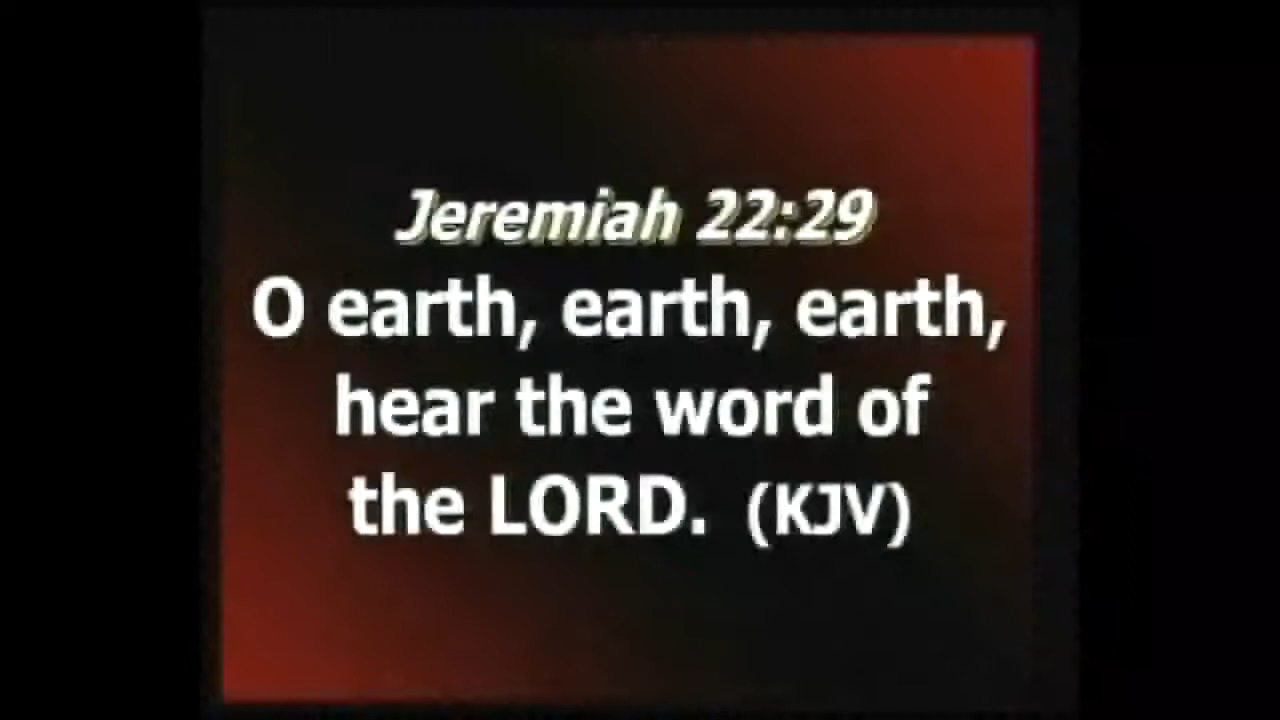 Jeremiah 22:29
O earth, earth, earth,
hear the word of
the LORD. (KJV)